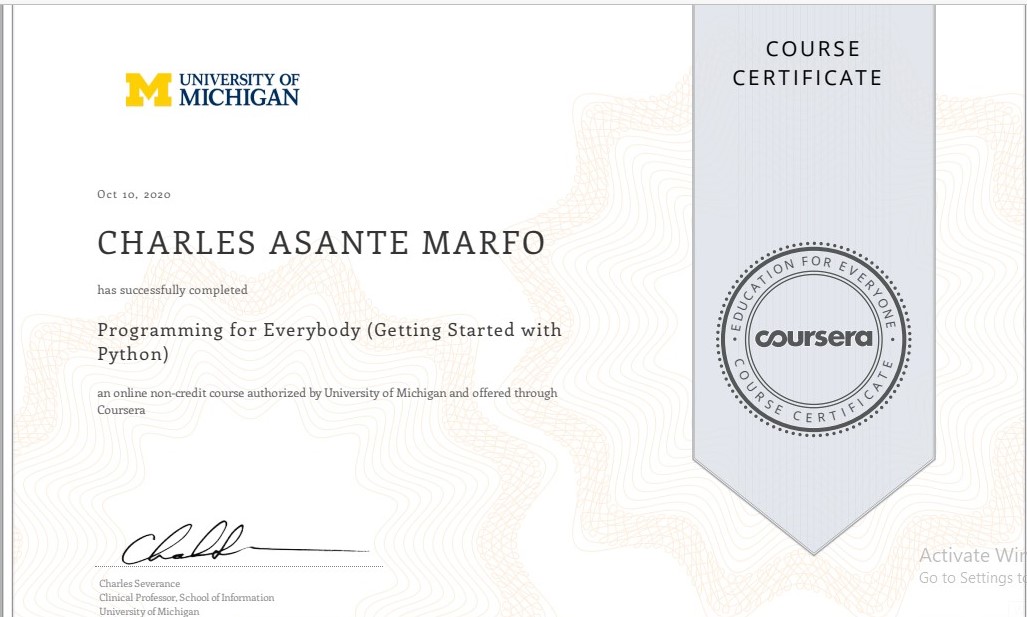 UNIVERSITY OF
MICHIGAN
COURSE
CERTIFICATE
Oct 10, 2020
CHARLES ASANTE MARFO
has successfully completed
Programming for Everybody (Getting Started with
Python)
an online non-credit course authorized by University of Michigan and offered through
Coursera
EDUCATION FOR EVERYONE
coursera
COURSE CERTIFICATE
Charles Severance
Clinical Professor, School of Information
University of Michigan
Activate Win
Go to Settings t